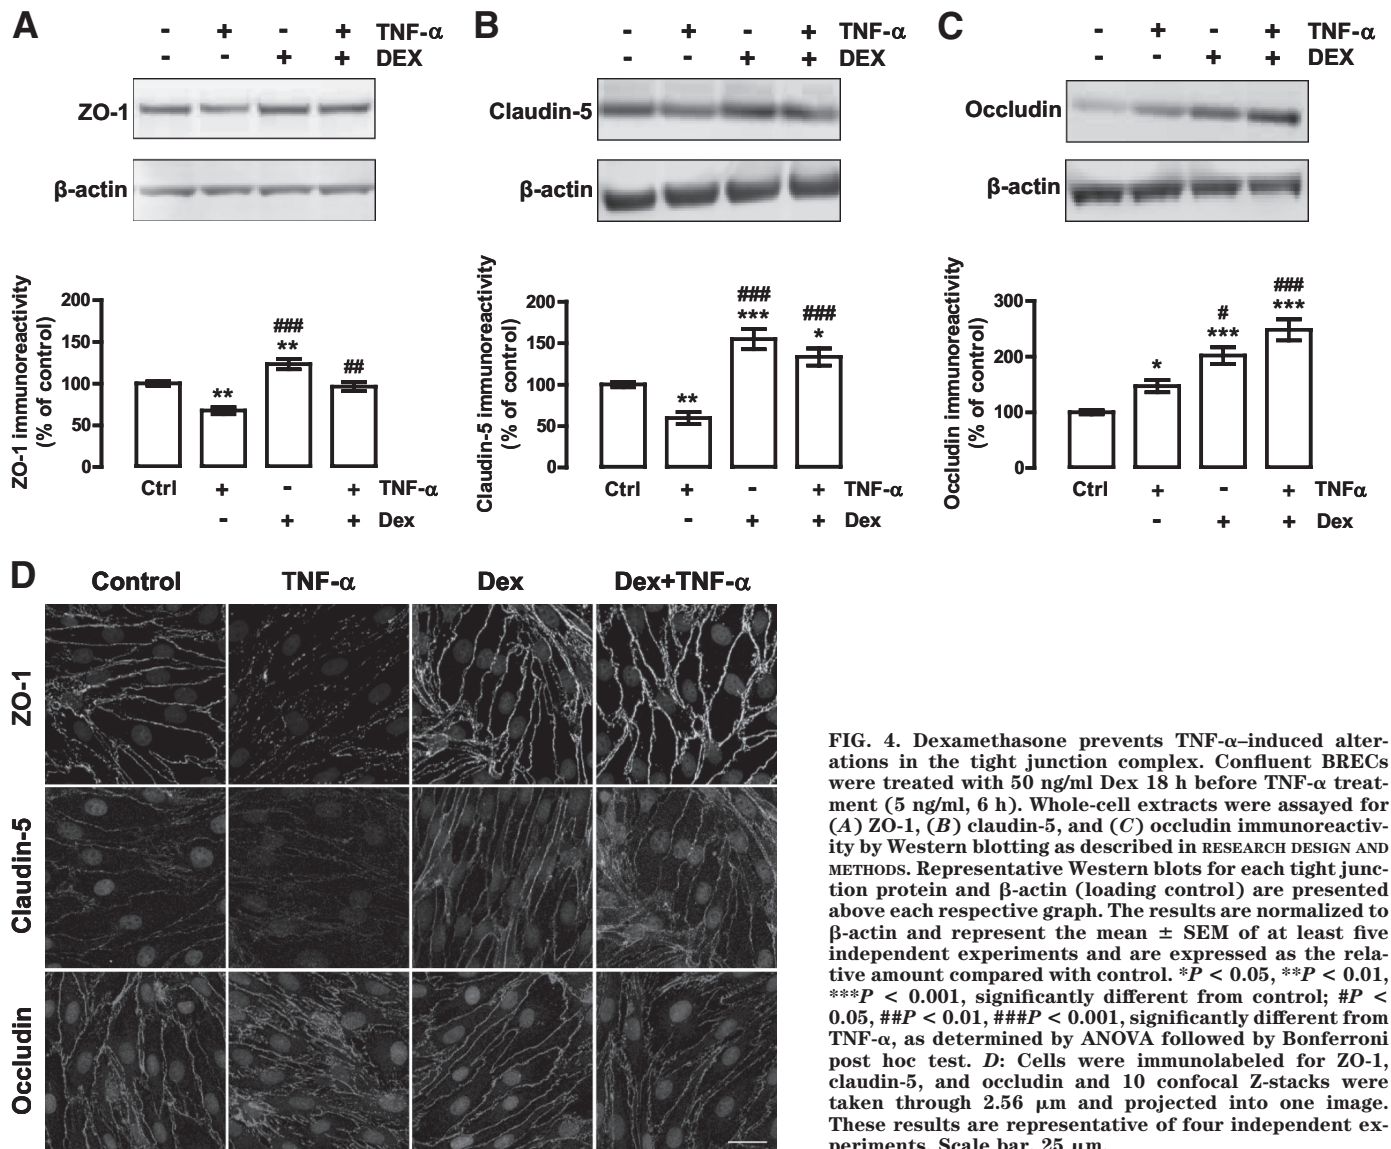 A
- + - + TNF-α
- - + + DEX
ZO-1
β-actin
ZO-1 immunoreactivity
(% of control)
200
150
100
50
0
**
###
**
##
Ctrl + - + TNF-α
- + + Dex
B
- + - + TNF-α
- - + + DEX
Claudin-5
β-actin
Claudin-5 immunoreactivity
(% of control)
200
150
100
50
0
**
###
***
###
*
Ctrl + - + TNF-α
- + + Dex
C
- + - + TNF-α
- - + + DEX
Occludin
β-actin
Occludin immunoreactivity
(% of control)
300
200
100
0
*
#
***
###
***
Ctrl + - + TNFα
- + + Dex
D
Control TNF-α Dex Dex+TNF-α
ZO-1
Claudin-5
Occludin
FIG. 4. Dexamethasone prevents TNF-α–induced alter-
ations in the tight junction complex. Confluent BRECs
were treated with 50 ng/ml Dex 18 h before TNF-α treat-
ment (5 ng/ml, 6 h). Whole-cell extracts were assayed for
(A) ZO-1, (B) claudin-5, and (C) occludin immunoreactiv-
ity by Western blotting as described in RESEARCH DESIGN AND
METHODS. Representative Western blots for each tight junc-
tion protein and β-actin (loading control) are presented
above each respective graph. The results are normalized to
β-actin and represent the mean ± SEM of at least five
independent experiments and are expressed as the rela-
tive amount compared with control. *P < 0.05, **P < 0.01,
***P < 0.001, significantly different from control; #P <
0.05, ##P < 0.01, ###P < 0.001, significantly different from
TNF-α, as determined by ANOVA followed by Bonferroni
post hoc test. D: Cells were immunolabeled for ZO-1,
claudin-5, and occludin and 10 confocal Z-stacks were
taken through 2.56 μm and projected into one image.
These results are representative of four independent ex-
periments. Scale bar, 25 μm.